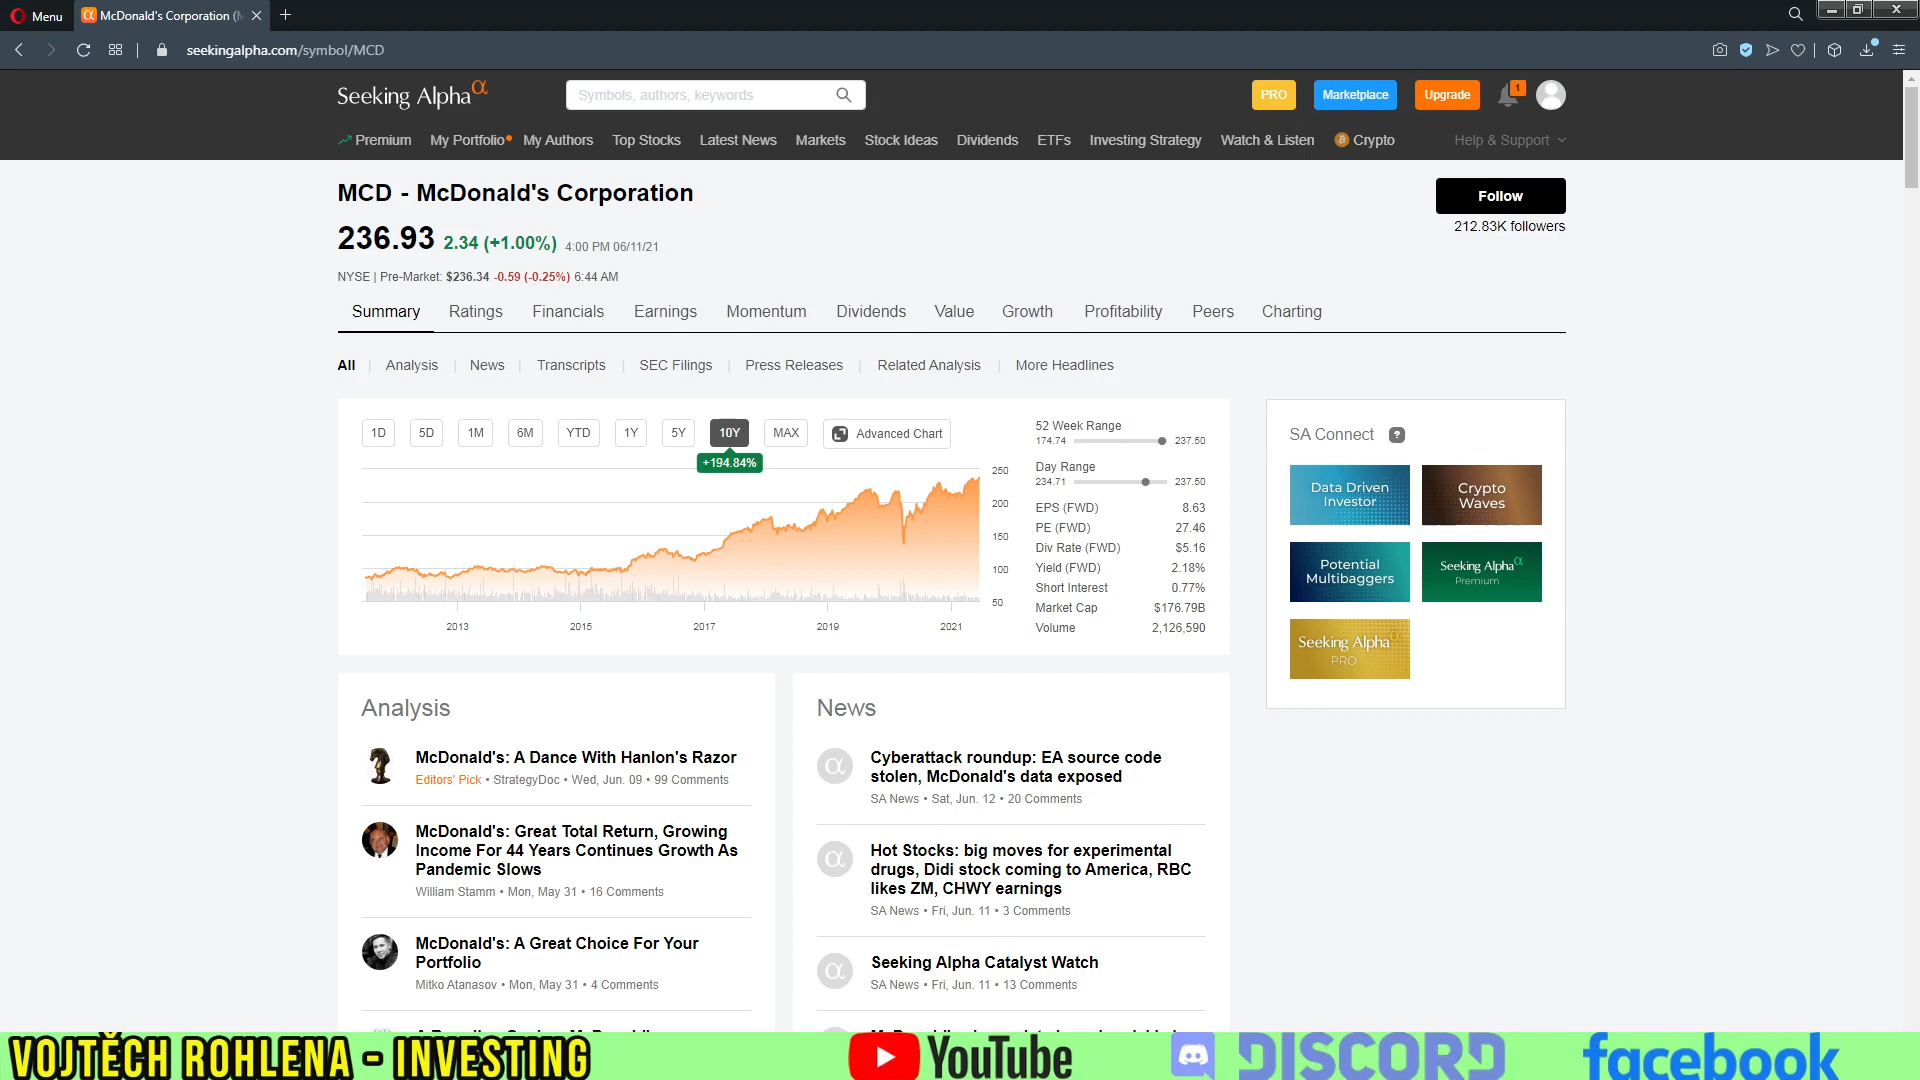 Menu
McDonald's Corporation (M
seekingalpha.com/symbol/MCD
Seeking Alpha α
Symbols, authors, keywords
PRO
Marketplace
Upgrade
1
Premium My Portfolio My Authors Top Stocks Latest News Markets Stock Ideas Dividends ETFs Investing Strategy Watch & Listen Crypto Help & Support
MCD - McDonald's Corporation
Follow
212.83K followers
236.93 2.34 (+1.00%) 4:00 PM 06/11/21
NYSE | Pre-Market: $236.34 -0.59 (-0.25%) 6:44 AM
Summary Ratings Financials Earnings Momentum Dividends Value Growth Profitability Peers Charting
All | Analysis | News | Transcripts | SEC Filings | Press Releases | Related Analysis | More Headlines
1D 5D 1M 6M YTD 1Y 5Y 10Y MAX Advanced Chart
+194.84%
250
200
150
100
50
2013 2015 2017 2019 2021
52 Week Range
174.74 237.50
Day Range
234.71 237.50
EPS (FWD) 8.63
PE (FWD) 27.46
Div Rate (FWD) $5.16
Yield (FWD) 2.18%
Short Interest 0.77%
Market Cap $176.79B
Volume 2,126,590
SA Connect ?
Data Driven
Investor
Crypto
Waves
Potential
Multibaggers
Seeking Alpha α
Premium
Seeking Alpha α
PRO
Analysis
McDonald's: A Dance With Hanlon's Razor
Editors' Pick • StrategyDoc • Wed, Jun. 09 • 99 Comments
McDonald's: Great Total Return, Growing
Income For 44 Years Continues Growth As
Pandemic Slows
William Stamm • Mon, May 31 • 16 Comments
McDonald's: A Great Choice For Your
Portfolio
Mitko Atanasov • Mon, May 31 • 4 Comments
News
α
Cyberattack roundup: EA source code
stolen, McDonald's data exposed
SA News • Sat, Jun. 12 • 20 Comments
α
Hot Stocks: big moves for experimental
drugs, Didi stock coming to America, RBC
likes ZM, CHWY earnings
SA News • Fri, Jun. 11 • 3 Comments
α
Seeking Alpha Catalyst Watch
SA News • Fri, Jun. 11 • 13 Comments
VOJTĚCH ROHLENA - INVESTING
YouTube
DISCORD
facebook